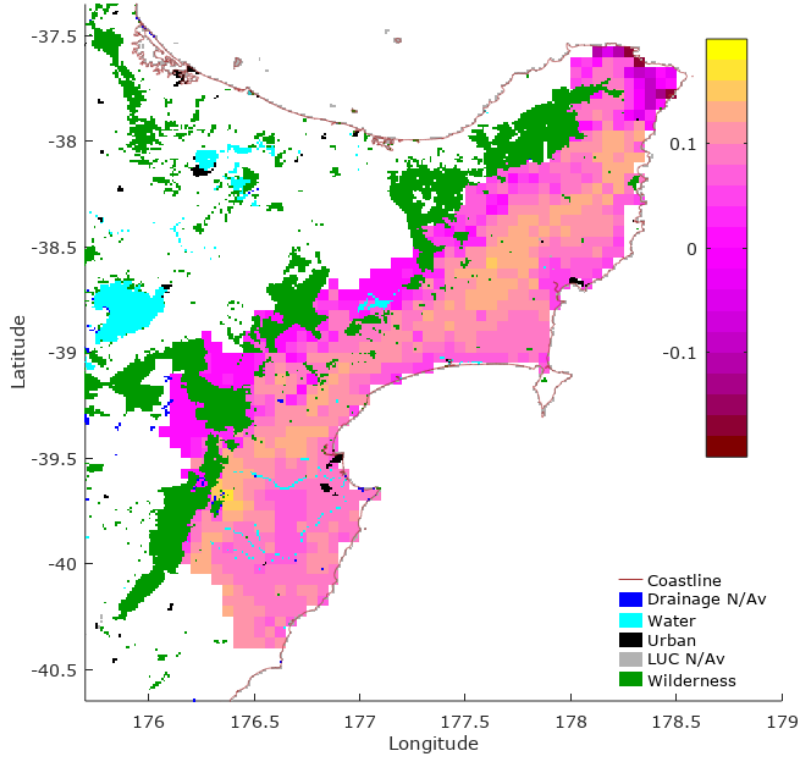 -37.5
-38
-38.5
-39
-39.5
-40
-40.5
Latitude
176
176.5
177
177.5
178
178.5
179
Longitude
0.1
0
-0.1
Coastline
Drainage N/Av
Water
Urban
LUC N/Av
Wilderness